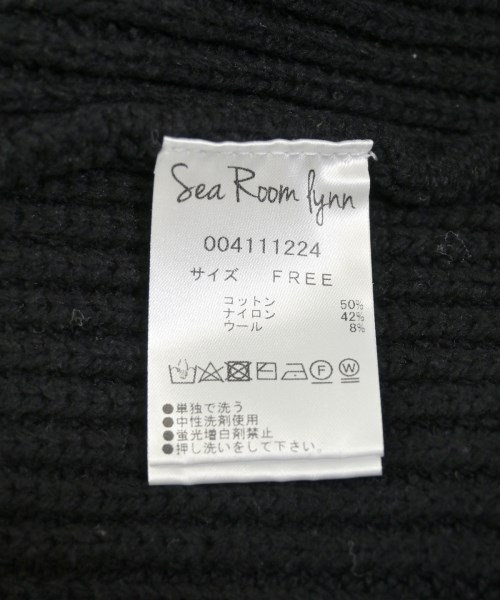 Sea Room lynn
004111224
サイズ FREE
コットン 50%
ナイロン 42%
ウール 8%
F W
●単独で洗う
●中性洗剤使用
●蛍光増白剤禁止
●押し洗いをして下さい。